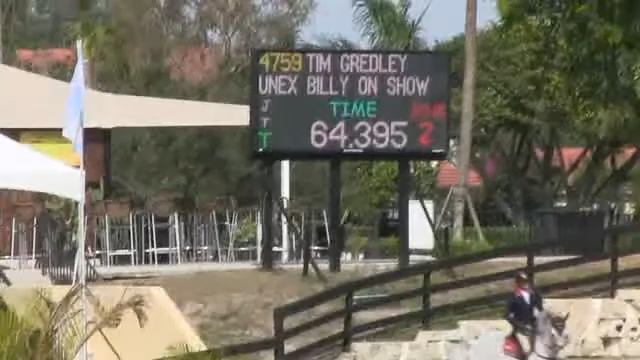 4759 TIM GREDLEY
UNEX BILLY ON SHOW
J TIME
T 64.395 2
T